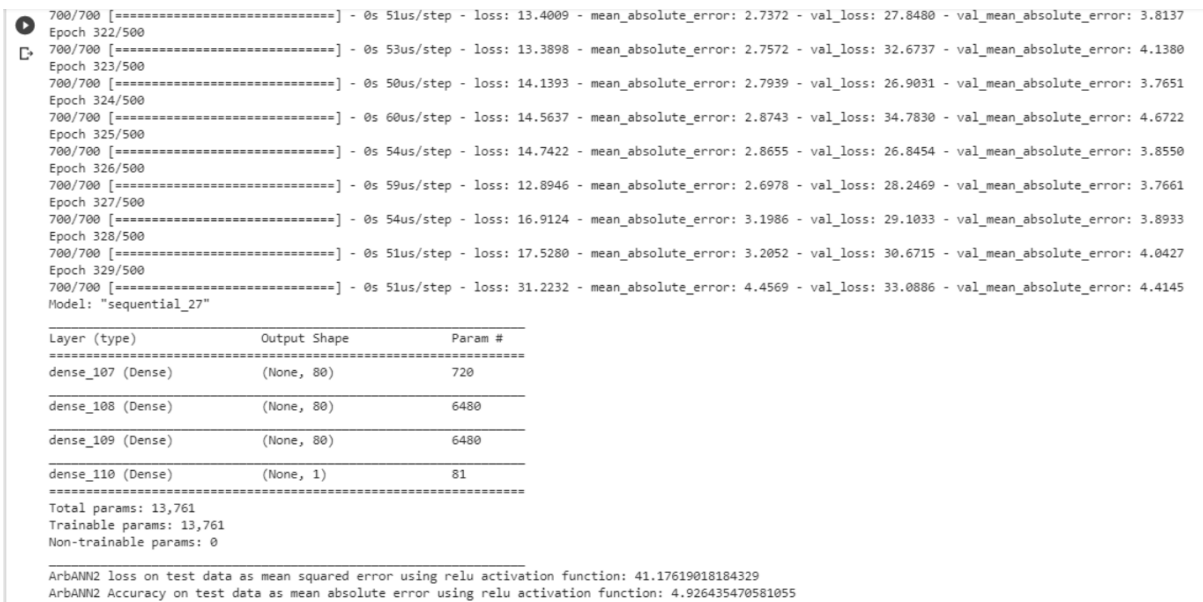 700/700 [==============================] - 0s 51us/step - loss: 13.4009 - mean_absolute_error: 2.7372 - val_loss: 27.8480 - val_mean_absolute_error: 3.8137
Epoch 322/500
700/700 [==============================] - 0s 53us/step - loss: 13.3898 - mean_absolute_error: 2.7572 - val_loss: 32.6737 - val_mean_absolute_error: 4.1380
Epoch 323/500
700/700 [==============================] - 0s 50us/step - loss: 14.1393 - mean_absolute_error: 2.7939 - val_loss: 26.9031 - val_mean_absolute_error: 3.7651
Epoch 324/500
700/700 [==============================] - 0s 60us/step - loss: 14.5637 - mean_absolute_error: 2.8743 - val_loss: 34.7830 - val_mean_absolute_error: 4.6722
Epoch 325/500
700/700 [==============================] - 0s 54us/step - loss: 14.7422 - mean_absolute_error: 2.8655 - val_loss: 26.8454 - val_mean_absolute_error: 3.8550
Epoch 326/500
700/700 [==============================] - 0s 59us/step - loss: 12.8946 - mean_absolute_error: 2.6978 - val_loss: 28.2469 - val_mean_absolute_error: 3.7661
Epoch 327/500
700/700 [==============================] - 0s 54us/step - loss: 16.9124 - mean_absolute_error: 3.1986 - val_loss: 29.1033 - val_mean_absolute_error: 3.8933
Epoch 328/500
700/700 [==============================] - 0s 51us/step - loss: 17.5280 - mean_absolute_error: 3.2052 - val_loss: 30.6715 - val_mean_absolute_error: 4.0427
Epoch 329/500
700/700 [==============================] - 0s 51us/step - loss: 31.2232 - mean_absolute_error: 4.4569 - val_loss: 33.0886 - val_mean_absolute_error: 4.4145
Model: "sequential_27"
_________________________________________________________________
Layer (type) Output Shape Param #
=================================================================
dense_107 (Dense) (None, 80) 720
_________________________________________________________________
dense_108 (Dense) (None, 80) 6480
_________________________________________________________________
dense_109 (Dense) (None, 80) 6480
_________________________________________________________________
dense_110 (Dense) (None, 1) 81
=================================================================
Total params: 13,761
Trainable params: 13,761
Non-trainable params: 0
_________________________________________________________________
ArbANN2 loss on test data as mean squared error using relu activation function: 41.17619018184329
ArbANN2 Accuracy on test data as mean absolute error using relu activation function: 4.926435470581055